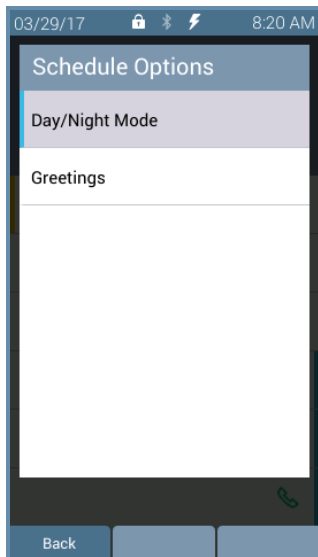 03/29/17 8:20 AM
Schedule Options
Day/Night Mode
Greetings
Back